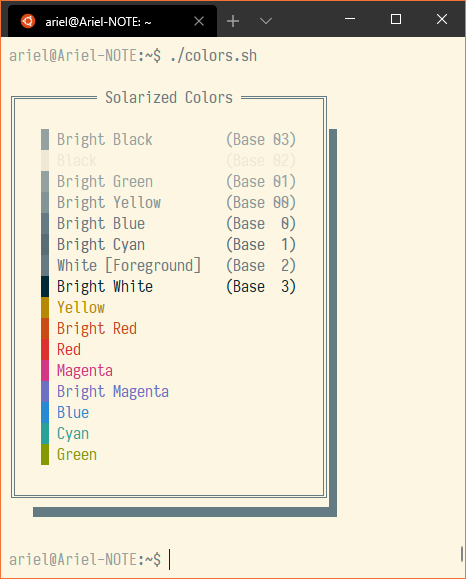 ariel@Ariel-NOTE: ~
ariel@Ariel-NOTE:~$ ./colors.sh
Solarized Colors
Bright Black (Base 03)
Black (Base 02)
Bright Green (Base 01)
Bright Yellow (Base 00)
Bright Blue (Base 0)
Bright Cyan (Base 1)
White [Foreground] (Base 2)
Bright White (Base 3)
Yellow
Bright Red
Red
Magenta
Bright Magenta
Blue
Cyan
Green
ariel@Ariel-NOTE:~$